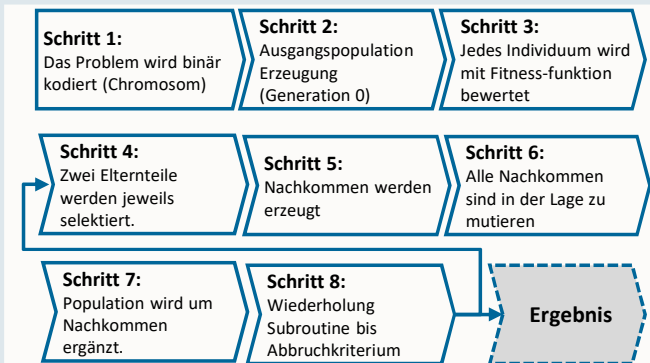 Schritt 1:
Das Problem wird binär
kodiert (Chromosom)
Schritt 2:
Ausgangspopulation
Erzeugung
(Generation 0)
Schritt 3:
Jedes Individuum wird
mit Fitness-funktion
bewertet
Schritt 4:
Zwei Elternteile
werden jeweils
selektiert.
Schritt 5:
Nachkommen werden
erzeugt
Schritt 6:
Alle Nachkommen
sind in der Lage zu
mutieren
Schritt 7:
Population wird um
Nachkommen
ergänzt.
Schritt 8:
Wiederholung
Subroutine bis
Abbruchkriterium
Ergebnis